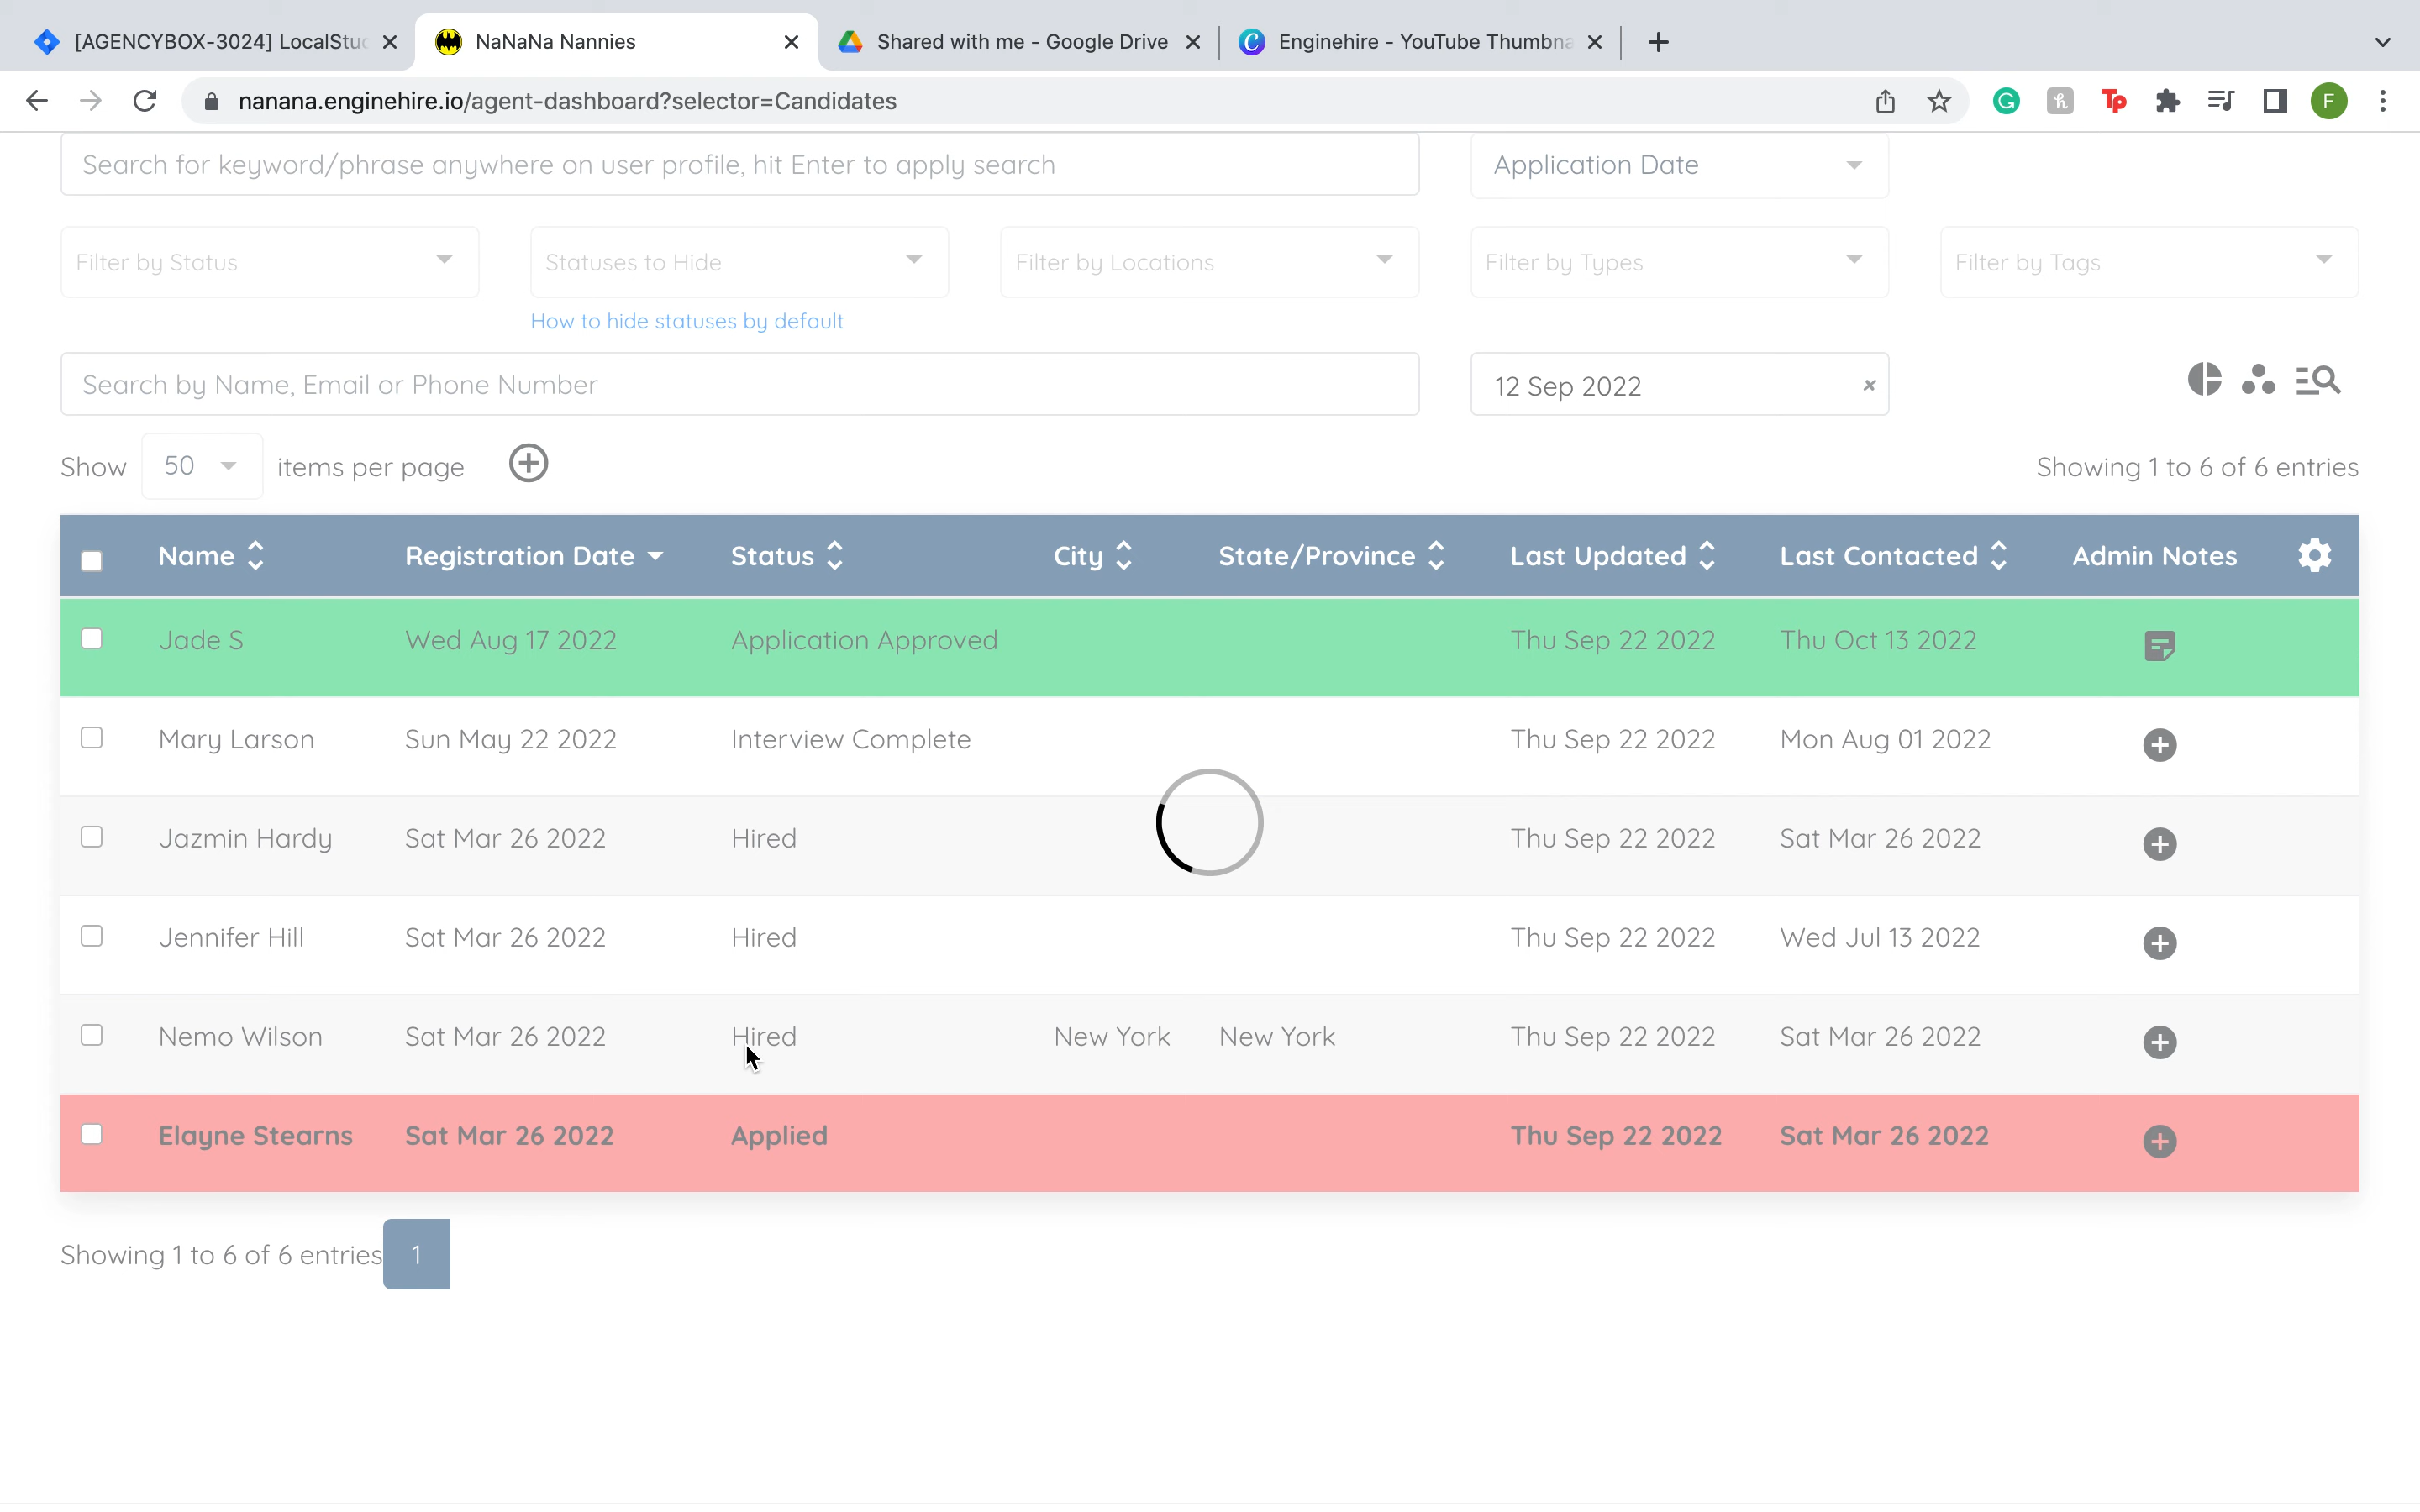 [AGENCYBOX-3024] LocalStu
NaNaNa Nannies
Shared with me - Google Drive
Enginehire - YouTube Thumbna
nanana.enginehire.io/agent-dashboard?selector=Candidates
F
Search for keyword/phrase anywhere on user profile, hit Enter to apply search
Application Date
Filter by Status
Statuses to Hide
Filter by Locations
Filter by Types
Filter by Tags
How to hide statuses by default
Search by Name, Email or Phone Number
12 Sep 2022
Show 50 items per page
Showing 1 to 6 of 6 entries
Name Registration Date Status City State/Province Last Updated Last Contacted Admin Notes
Jade S Wed Aug 17 2022 Application Approved Thu Sep 22 2022 Thu Oct 13 2022
Mary Larson Sun May 22 2022 Interview Complete Thu Sep 22 2022 Mon Aug 01 2022
Jazmin Hardy Sat Mar 26 2022 Hired Thu Sep 22 2022 Sat Mar 26 2022
Jennifer Hill Sat Mar 26 2022 Hired Thu Sep 22 2022 Wed Jul 13 2022
Nemo Wilson Sat Mar 26 2022 Hired New York New York Thu Sep 22 2022 Sat Mar 26 2022
Elayne Stearns Sat Mar 26 2022 Applied Thu Sep 22 2022 Sat Mar 26 2022
Showing 1 to 6 of 6 entries 1